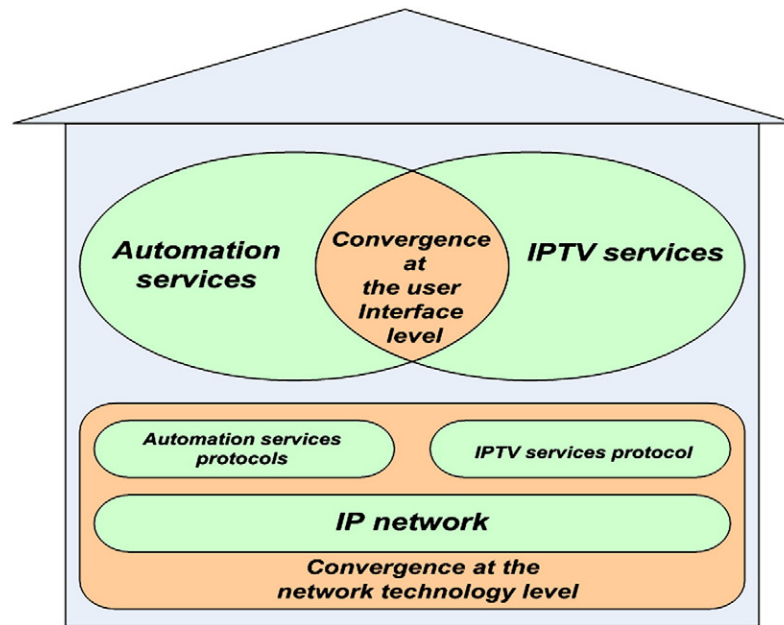 Automation
services
Convergence
at
the user
Interface
level
IPTV services
Automation services
protocols
IPTV services protocol
IP network
Convergence at the
network technology level